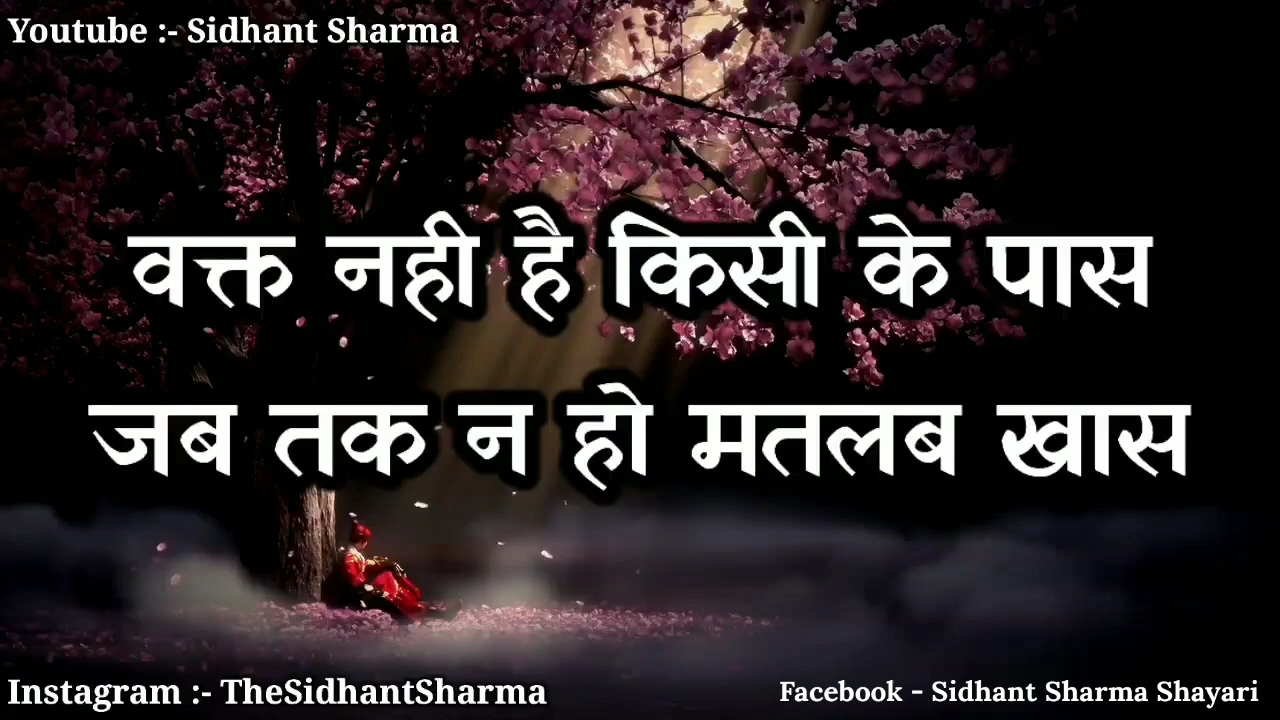 Youtube :- Sidhant Sharma
वक्त नही है किसी के पास
जब तक न हो मतलब खास
Instagram :- TheSidhantSharma
Facebook - Sidhant Sharma Shayari